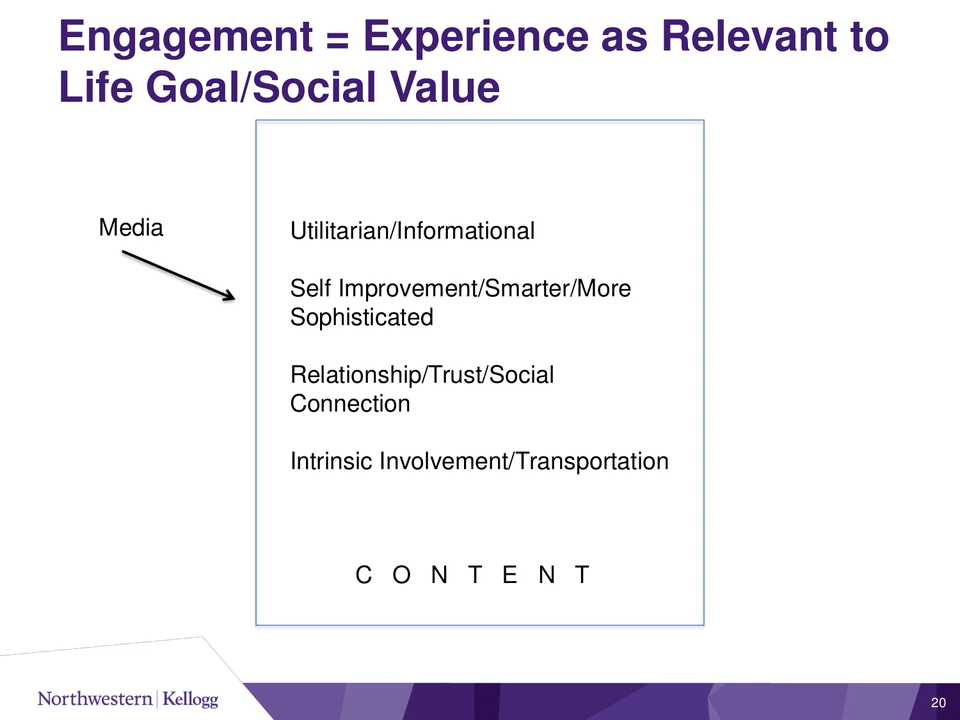 Engagement = Experience as Relevant to
Life Goal/Social Value
Media
Utilitarian/Informational
Self Improvement/Smarter/More
Sophisticated
Relationship/Trust/Social
Connection
Intrinsic Involvement/Transportation
C O N T E N T
Northwestern | Kellogg
20